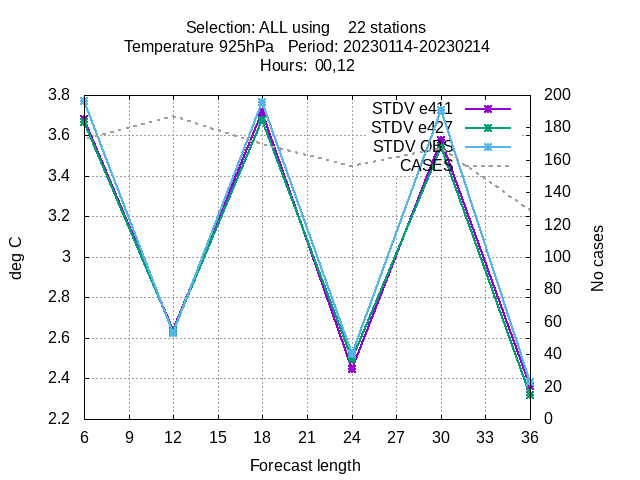 Selection: ALL using    22 stations
Temperature 925hPa   Period: 20230114-20230214
Hours:  00,12
3.8
3.6
3.4
3.2
3
2.8
2.6
2.4
2.2
deg C
STDV e411
STDV e427
STDV OBS
CASES
200
180
160
140
120
100
80
60
40
20
0
No cases
6 9 12 15 18 21 24 27 30 33 36
Forecast length